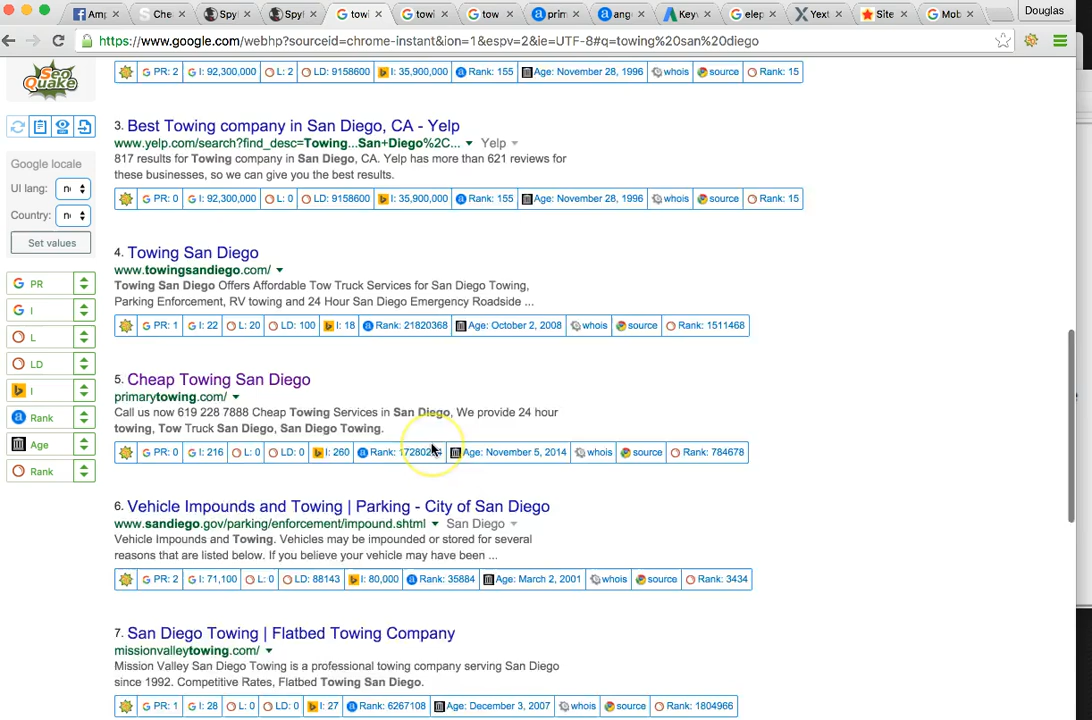 Amp
Che
Spy
Spyl
towi
towi
tow
prim
ang
Key
elep
Yext
Site
Mob
Douglas
https://www.google.com/webhp?sourceid=chrome-instant&ion=1&espv=2&ie=UTF-8#q=towing%20san%20diego
SEO Quake
PR: 2 I: 92,300,000 L: 2 LD: 9158600 I: 35,900,000 Rank: 155 Age: November 28, 1996 whois source Rank: 15
Google locale
UI lang: n
Country: n
Set values
PR
I
L
LD
I
Rank
Age
Rank
3. Best Towing company in San Diego, CA - Yelp
www.yelp.com/search?find_desc=Towing...San+Diego%2C... Yelp
817 results for Towing company in San Diego, CA. Yelp has more than 621 reviews for
these businesses, so we can give you the best results.
PR: 0 I: 92,300,000 L: 0 LD: 9158600 I: 35,900,000 Rank: 155 Age: November 28, 1996 whois source Rank: 15
4. Towing San Diego
www.towingsandiego.com/
Towing San Diego Offers Affordable Tow Truck Services for San Diego Towing,
Parking Enforcement, RV towing and 24 Hour San Diego Emergency Roadside ...
PR: 1 I: 22 L: 20 LD: 100 I: 18 Rank: 21820368 Age: October 2, 2008 whois source Rank: 1511468
5. Cheap Towing San Diego
primarytowing.com/
Call us now 619 228 7888 Cheap Towing Services in San Diego, We provide 24 hour
towing, Tow Truck San Diego, San Diego Towing.
PR: 0 I: 216 L: 0 LD: 0 I: 260 Rank: Age: November 5, 2014 whois source Rank: 784678
6. Vehicle Impounds and Towing | Parking - City of San Diego
www.sandiego.gov/parking/enforcement/impound.shtml San Diego
Vehicle Impounds and Towing. Vehicles may be impounded or stored for several
reasons that are listed below. If you believe your vehicle may have been ...
PR: 2 I: 71,100 L: 0 LD: 88143 I: 80,000 Rank: 35884 Age: March 2, 2001 whois source Rank: 3434
7. San Diego Towing | Flatbed Towing Company
missionvalleytowing.com/
Mission Valley San Diego Towing is a professional towing company serving San Diego
since 1992. Competitive Rates, Flatbed Towing San Diego.
PR: 1 I: 28 L: 0 LD: 0 I: 27 Rank: 6267108 Age: December 3, 2007 whois source Rank: 1804966